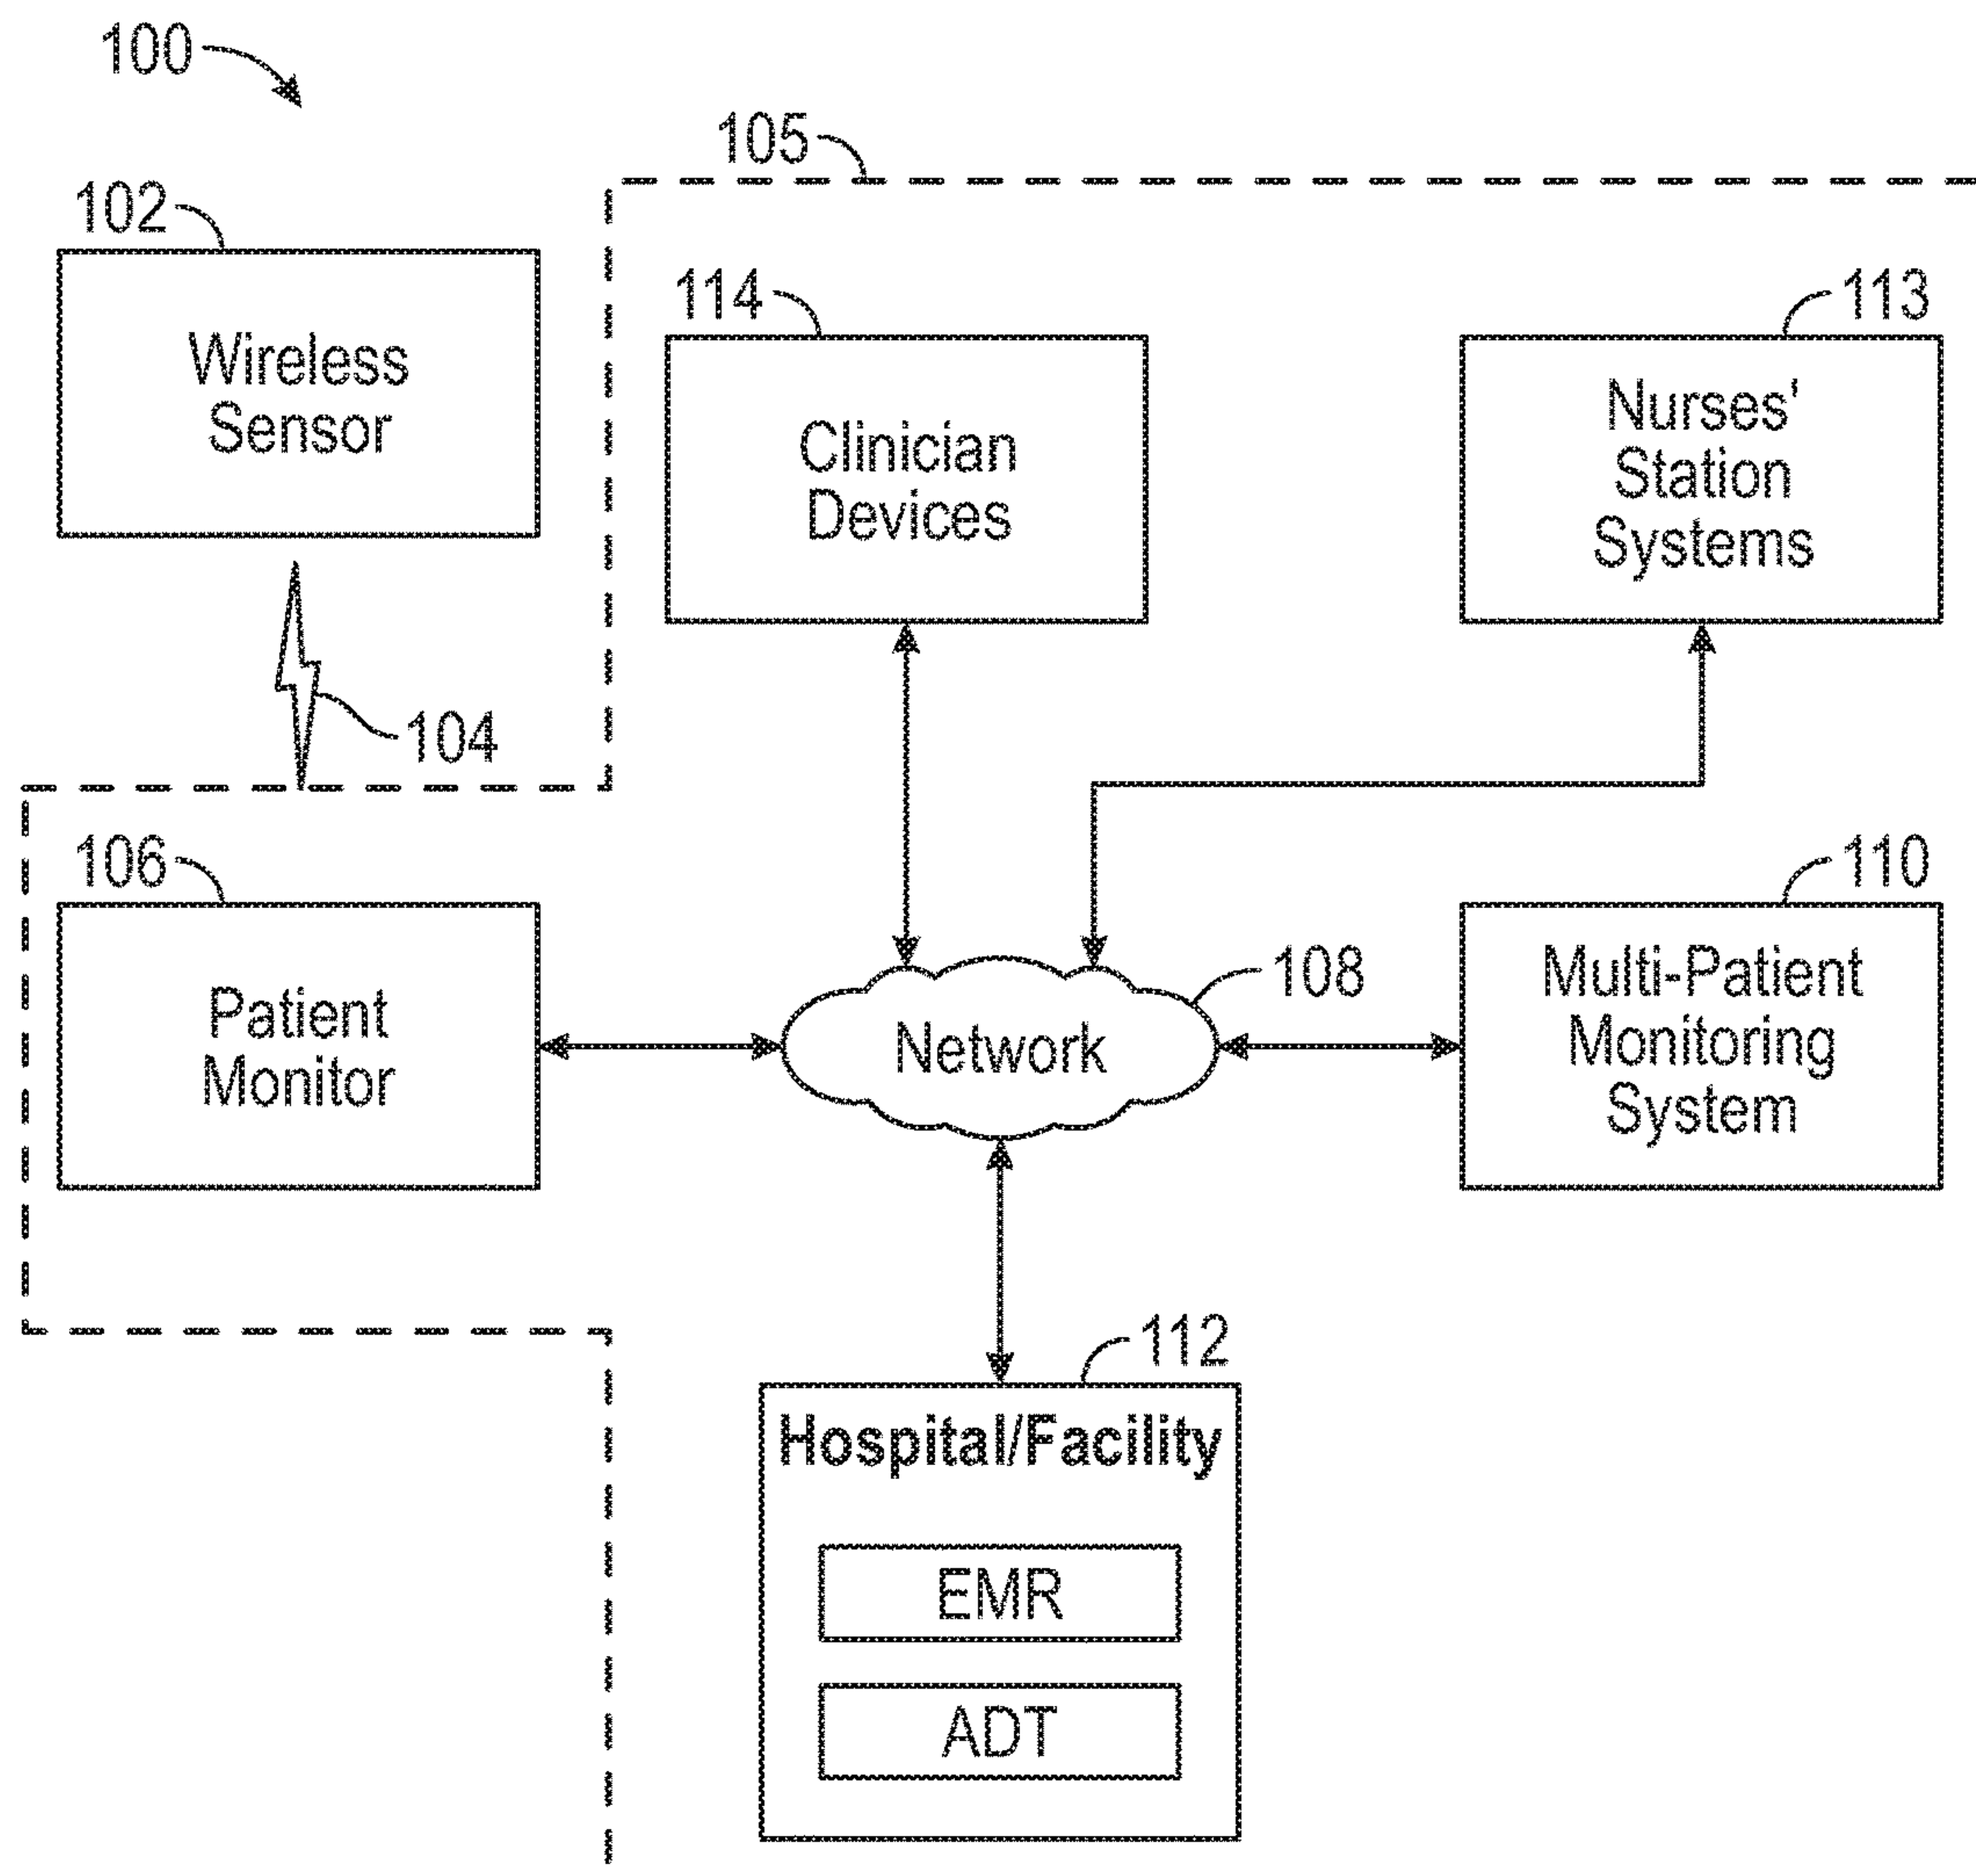 100
105
102
Wireless
Sensor
114
Clinician
Devices
113
Nurses'
Station
Systems
104
106
Patient
Monitor
108
Network
110
Multi-Patient
Monitoring
System
112
Hospital/Facility
EMR
ADT